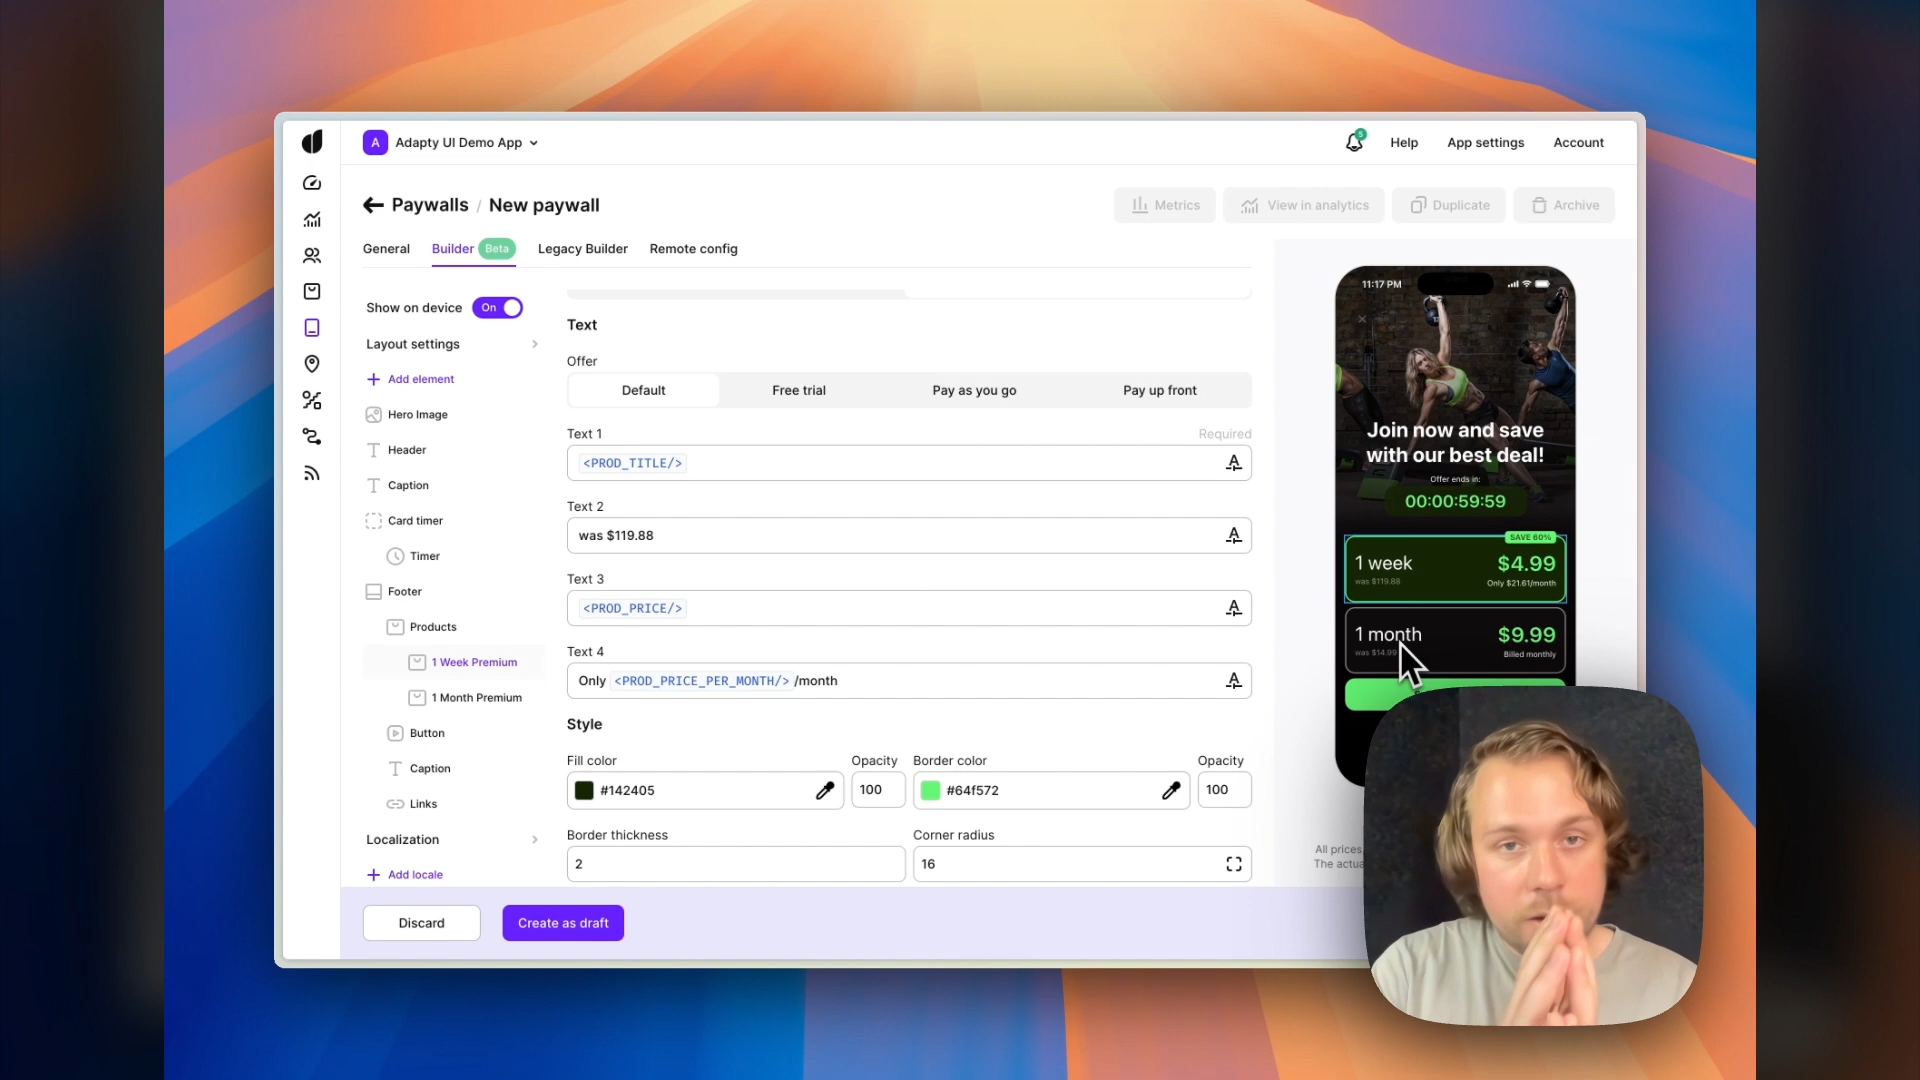 A Adapty UI Demo App
5
Help
App settings
Account
Paywalls / New paywall
Metrics
View in analytics
Duplicate
Archive
General
Builder Beta
Legacy Builder
Remote config
Show on device On
Layout settings
Add element
Hero Image
Header
Caption
Card timer
Timer
Footer
Products
1 Week Premium
1 Month Premium
Button
Caption
Links
Localization
Add locale
Text
Offer
Default
Free trial
Pay as you go
Pay up front
Text 1
Required
<PROD_TITLE/>
Text 2
was $119.88
Text 3
<PROD_PRICE/>
Text 4
Only <PROD_PRICE_PER_MONTH/> /month
Style
Fill color
Opacity
Border color
Opacity
#142405
100
#64f572
100
Border thickness
Corner radius
2
16
Discard
Create as draft
11:17 PM
Join now and save
with our best deal!
Offer ends in:
00:00:59:59
SAVE 60%
1 week
$4.99
was $119.88
Only $21.61/month
1 month
$9.99
was $14.99
Billed monthly
All prices
The actua